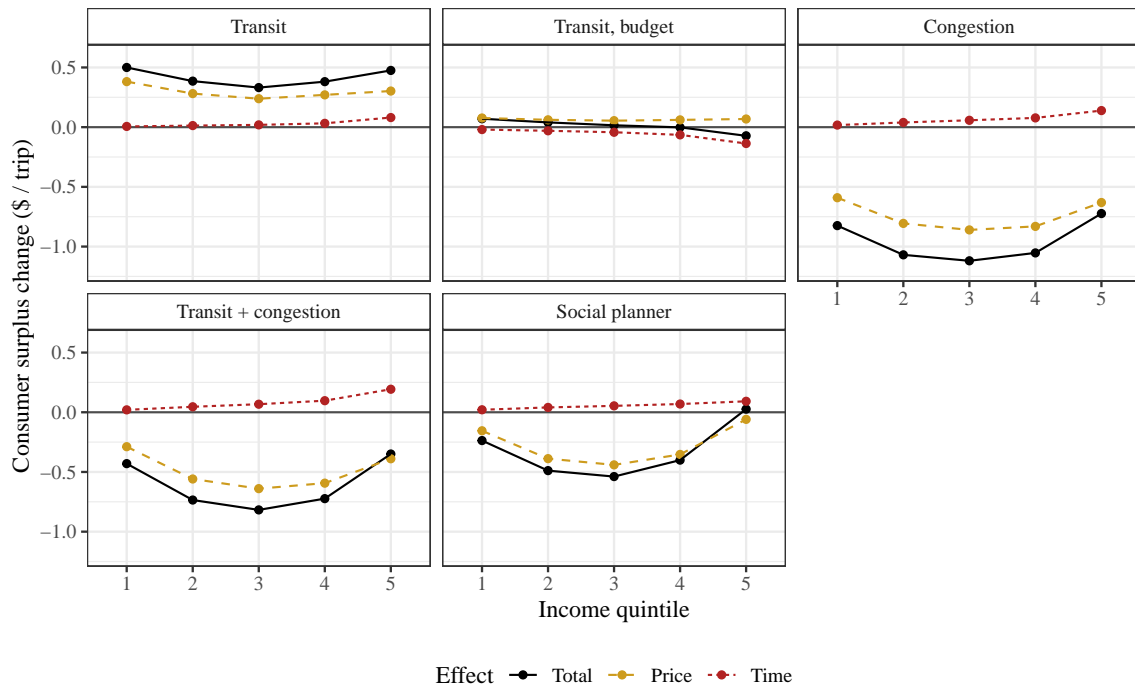 Transit
Transit, budget
Congestion
0.5
0.0
−0.5
−1.0
1 2 3 4 5
Transit + congestion
Social planner
0.5
0.0
−0.5
−1.0
1 2 3 4 5
1 2 3 4 5
Consumer surplus change ($ / trip)
Income quintile
Effect Total Price Time